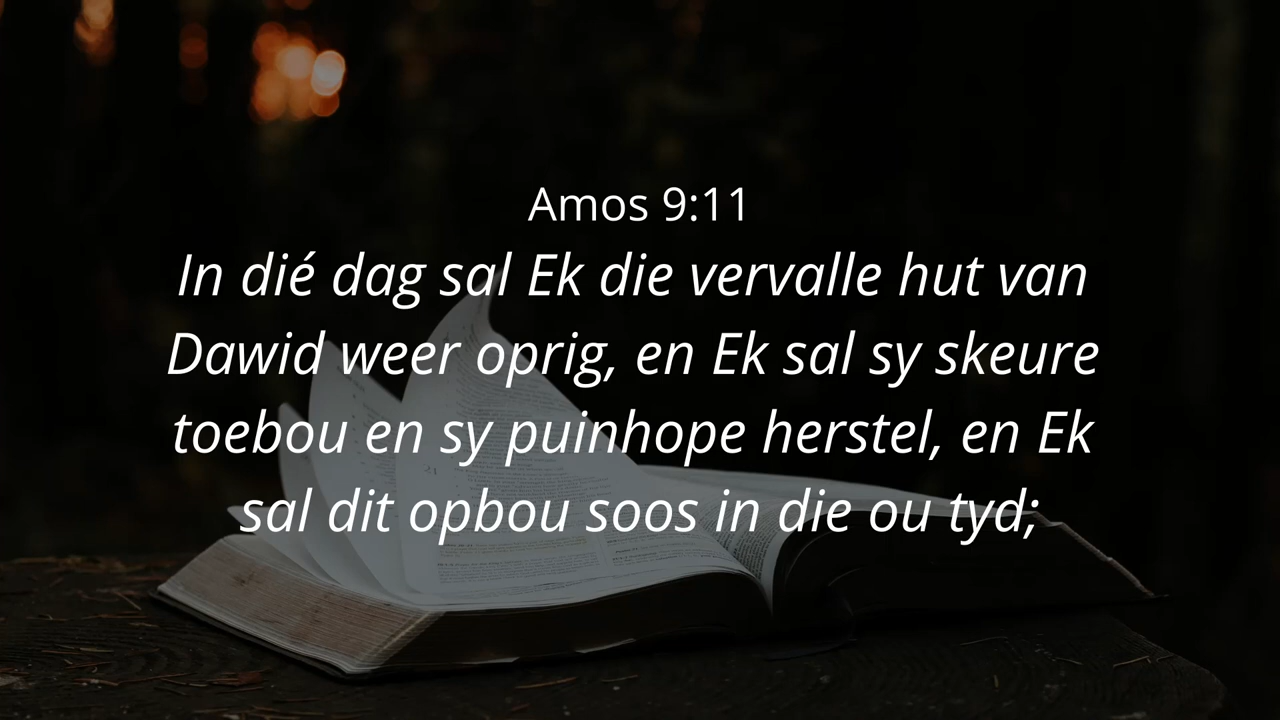 Amos 9:11
In dié dag sal Ek die vervalle hut van
Dawid weer oprig, en Ek sal sy skeure
toebou en sy puinhope herstel, en Ek
sal dit opbou soos in die ou tyd;